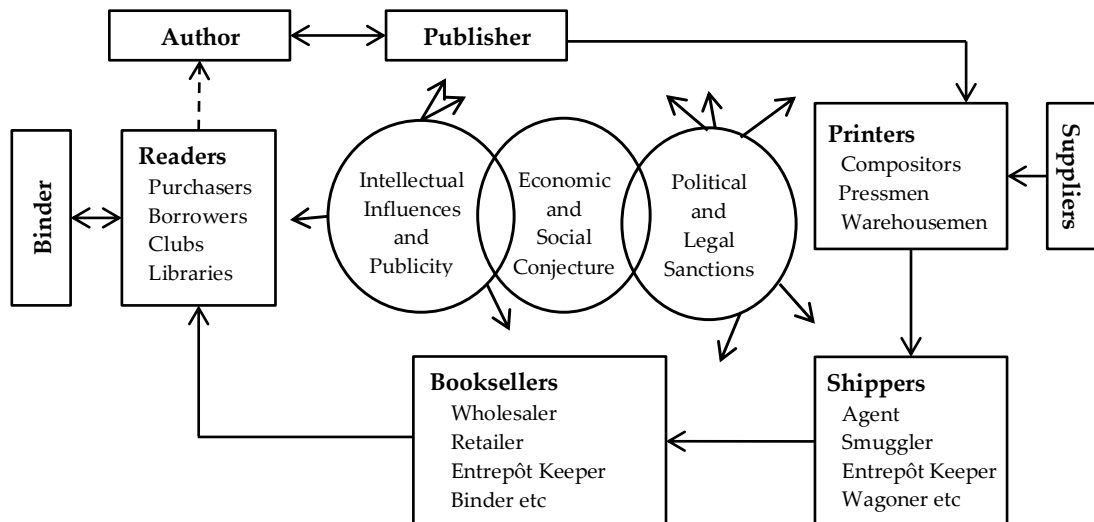 Author
Publisher
Printers
Compositors
Pressmen
Warehousemen
Suppliers
Binder
Readers
Purchasers
Borrowers
Clubs
Libraries
Intellectual
Influences
and
Publicity
Economic
and
Social
Conjecture
Political
and
Legal
Sanctions
Booksellers
Wholesaler
Retailer
Entrepôt Keeper
Binder etc
Shippers
Agent
Smuggler
Entrepôt Keeper
Wagoner etc